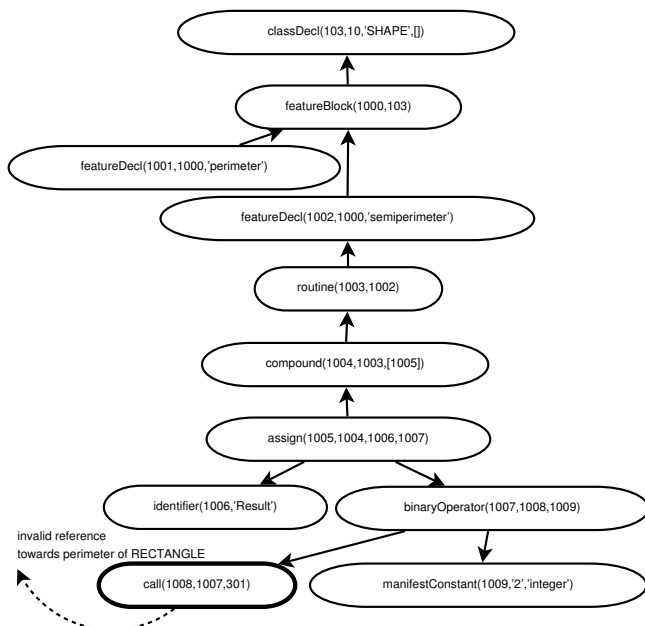 classDecl(103,10,'SHAPE',[])
featureBlock(1000,103)
featureDecl(1001,1000,'perimeter')
featureDecl(1002,1000,'semiperimeter')
routine(1003,1002)
compound(1004,1003,[1005])
assign(1005,1004,1006,1007)
identifier(1006,'Result')
binaryOperator(1007,1008,1009)
invalid reference
towards perimeter of RECTANGLE
call(1008,1007,301)
manifestConstant(1009,'2','integer')